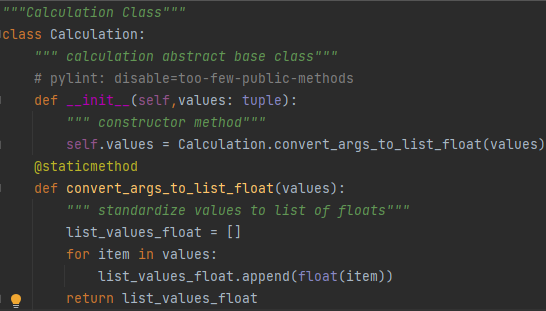 """Calculation Class"""
class Calculation:
    """ calculation abstract base class"""
    # pylint: disable=too-few-public-methods
    def __init__(self,values: tuple):
        """ constructor method"""
        self.values = Calculation.convert_args_to_list_float(values)
    @staticmethod
    def convert_args_to_list_float(values):
        """ standardize values to list of floats"""
        list_values_float = []
        for item in values:
            list_values_float.append(float(item))
        return list_values_float